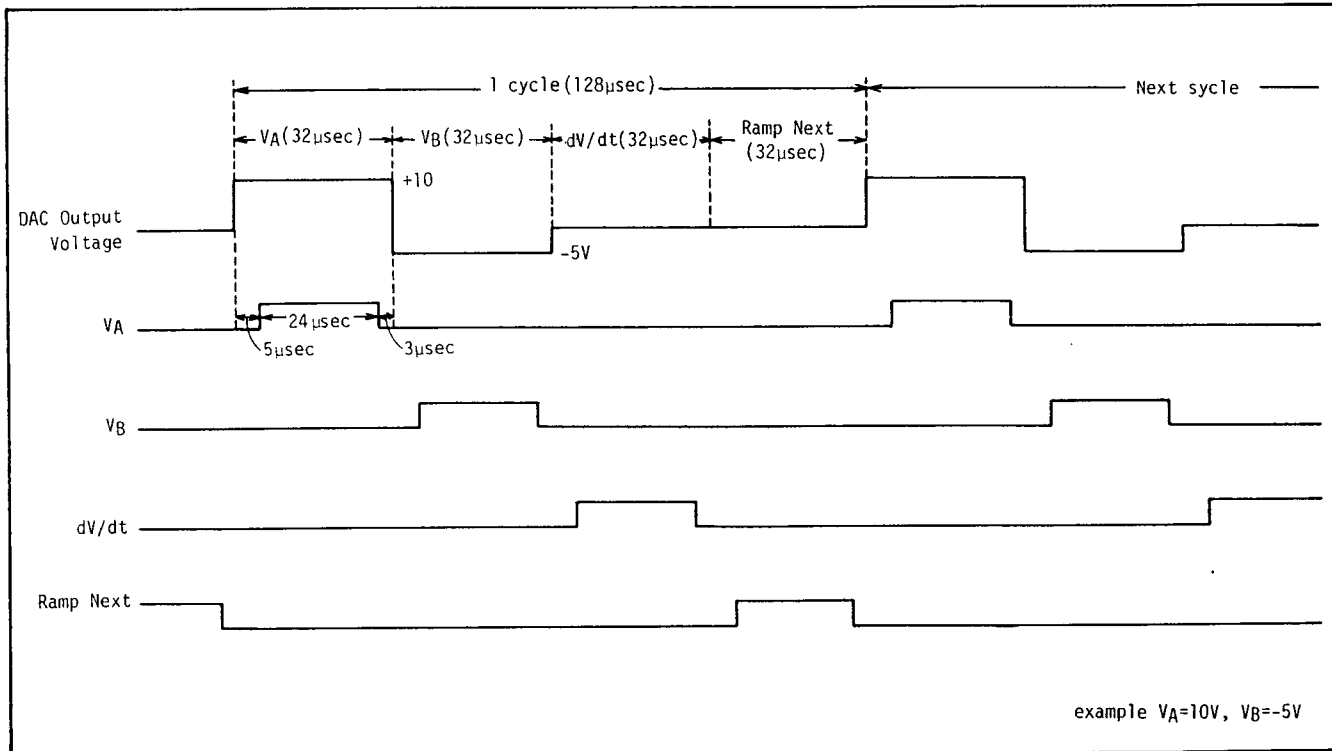 1 cycle(128μsec)
Next sycle
VA(32μsec)
VB(32μsec)
dV/dt(32μsec)
Ramp Next
(32μsec)
+10
DAC Output
Voltage
-5V
VA
24μsec
5μsec
3μsec
VB
dV/dt
Ramp Next
example VA=10V, VB=-5V